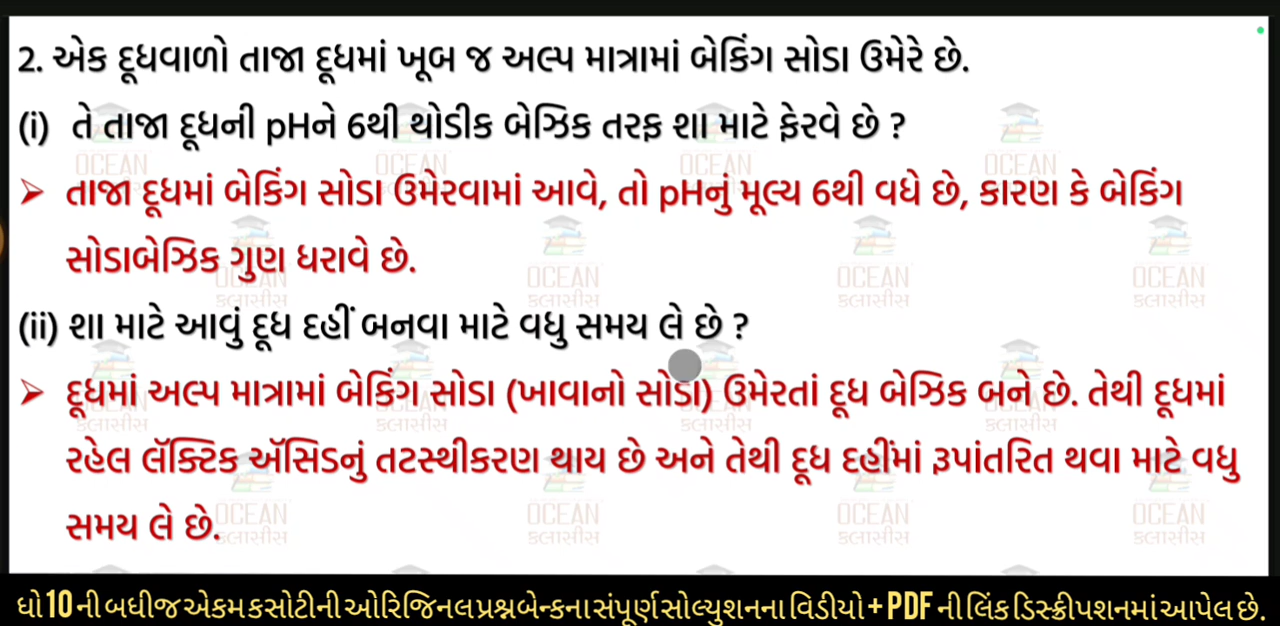 2. એક દૂધવાળો તાજા દૂધમાં ખૂબ જ અલ્પ માત્રામાં બેકિંગ સોડા ઉમેરે છે.
(i) તે તાજા દૂધની pHને 6થી થોડીક બેઝિક તરફ શા માટે ફેરવે છે ?
➢ તાજા દૂધમાં બેકિંગ સોડા ઉમેરવામાં આવે, તો pHનું મૂલ્ય 6થી વધે છે, કારણ કે બેકિંગ
સોડાબેઝિક ગુણ ધરાવે છે.
(ii) શા માટે આવું દૂધ દહીં બનવા માટે વધુ સમય લે છે ?
➢ દૂધમાં અલ્પ માત્રામાં બેકિંગ સોડા (ખાવાનો સોડા) ઉમેરતાં દૂધ બેઝિક બને છે. તેથી દૂધમાં
રહેલ લૅક્ટિક ઍસિડનું તટસ્થીકરણ થાય છે અને તેથી દૂધ દહીંમાં રૂપાંતરિત થવા માટે વધુ
સમય લે છે.
OCEAN
ક્લાસીસ
ધો 10 ની બધીજ એકમ કસોટીની ઓરિજિનલ પ્રશ્નબેન્કના સંપૂર્ણ સોલ્યુશનના વિડીયો + PDF ની લિંક ડિસ્ક્રીપશનમાં આપેલ છે.